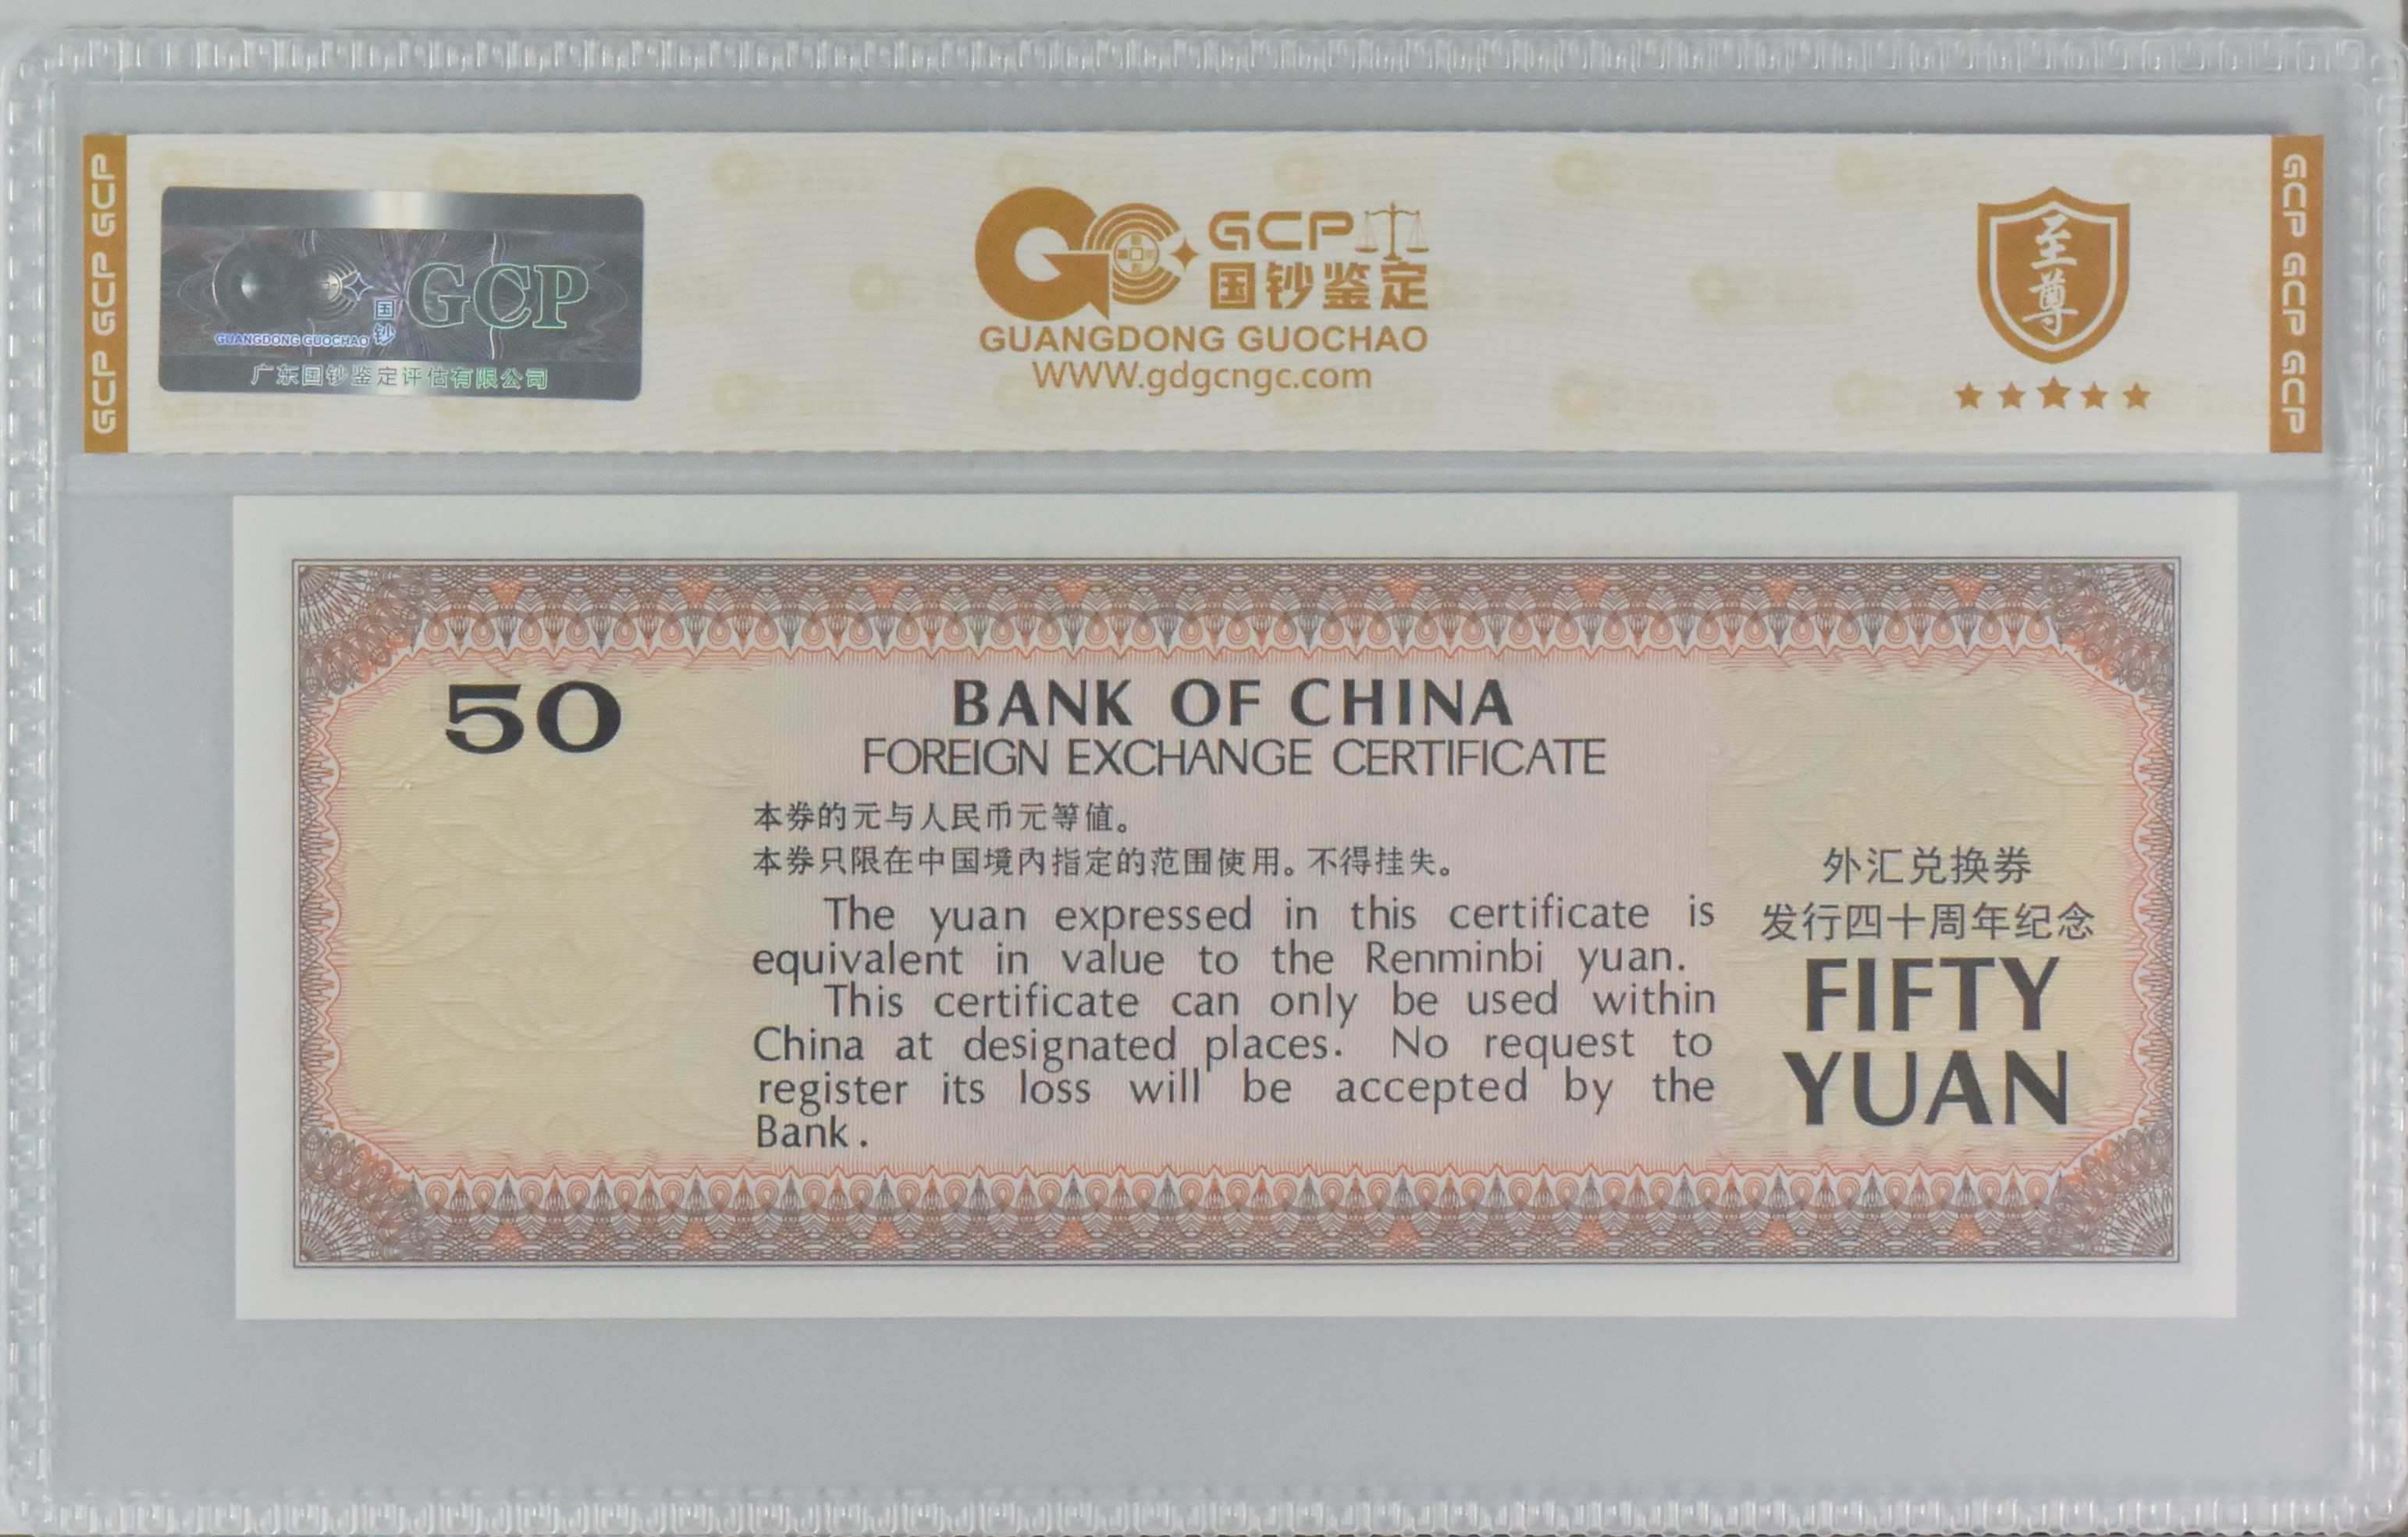 GCP GCP GCP
国钞
GCP
GUANGDONG GUOCHAO
广东国钞鉴定评估有限公司
GCP
国钞鉴定
GUANGDONG GUOCHAO
WWW.gdgcngc.com
至尊
GCP GCP GCP
50
BANK OF CHINA
FOREIGN EXCHANGE CERTIFICATE
本券的元与人民币元等值。
本券只限在中国境内指定的范围使用。不得挂失。
The yuan expressed in this certificate is
equivalent in value to the Renminbi yuan.
This certificate can only be used within
China at designated places. No request to
register its loss will be accepted by the
Bank.
外汇兑换券
发行四十周年纪念
FIFTY
YUAN